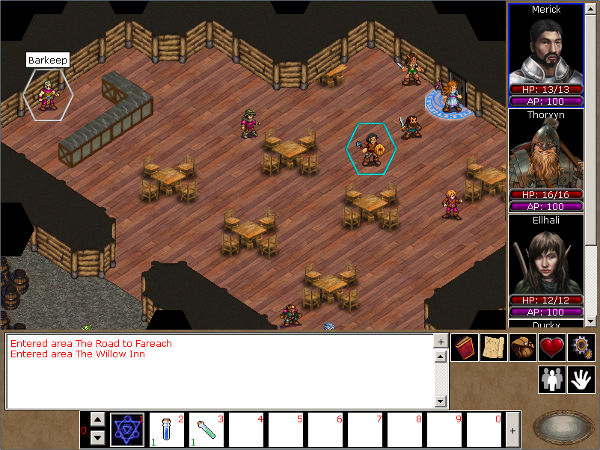 Merick
Barkeep
HP: 13/13
AP: 100
Thorxyn
HP: 16/16
AP: 100
Ellhali
HP: 12/12
AP: 100
Entered area The Road to Fareach
Entered area The Willow Inn
+
0
2
3
4
5
6
7
8
9
0
+
1
1